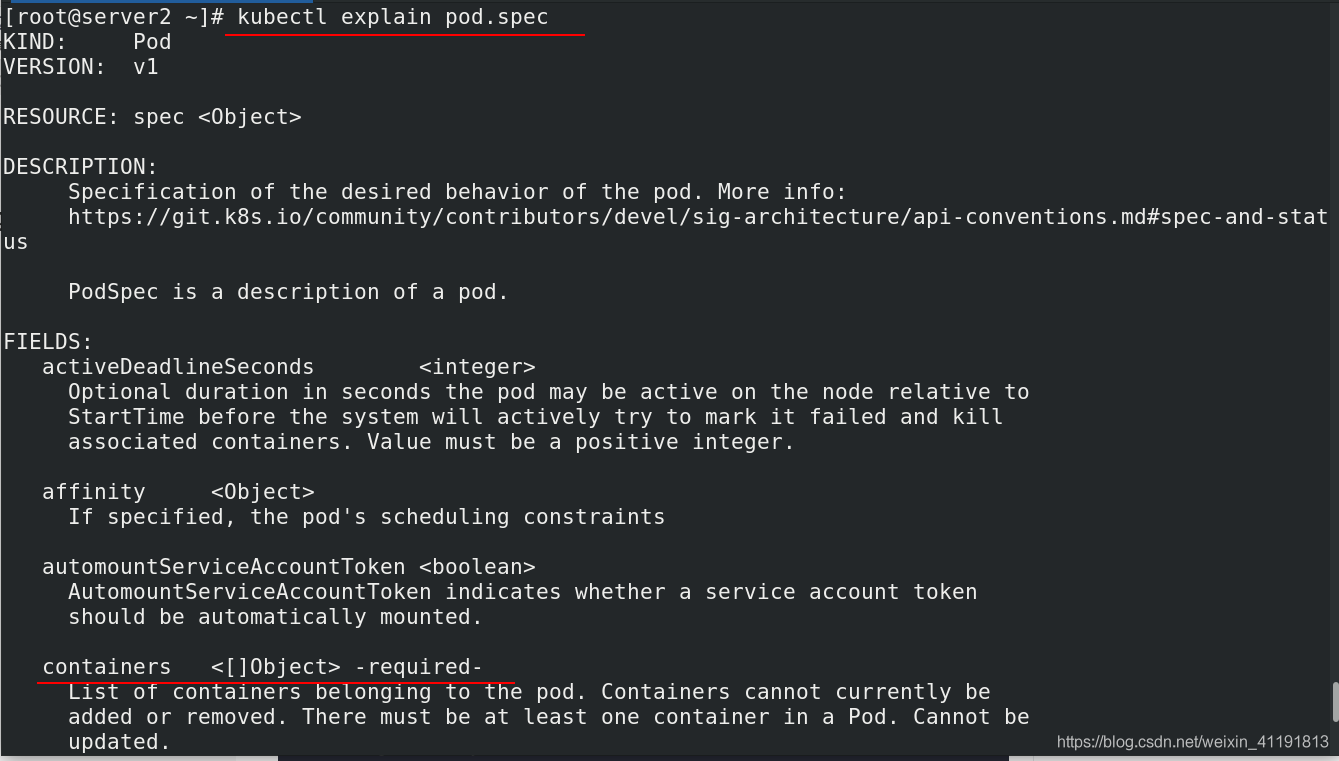 [root@server2 ~]# kubectl explain pod.spec
KIND:     Pod
VERSION:  v1
RESOURCE: spec <Object>
DESCRIPTION:
Specification of the desired behavior of the pod. More info:
https://git.k8s.io/community/contributors/devel/sig-architecture/api-conventions.md#spec-and-stat
us
PodSpec is a description of a pod.
FIELDS:
activeDeadlineSeconds        <integer>
Optional duration in seconds the pod may be active on the node relative to
StartTime before the system will actively try to mark it failed and kill
associated containers. Value must be a positive integer.
affinity     <Object>
If specified, the pod's scheduling constraints
automountServiceAccountToken <boolean>
AutomountServiceAccountToken indicates whether a service account token
should be automatically mounted.
containers   <[]Object> -required-
List of containers belonging to the pod. Containers cannot currently be
added or removed. There must be at least one container in a Pod. Cannot be
updated.
https://blog.csdn.net/weixin_41191813